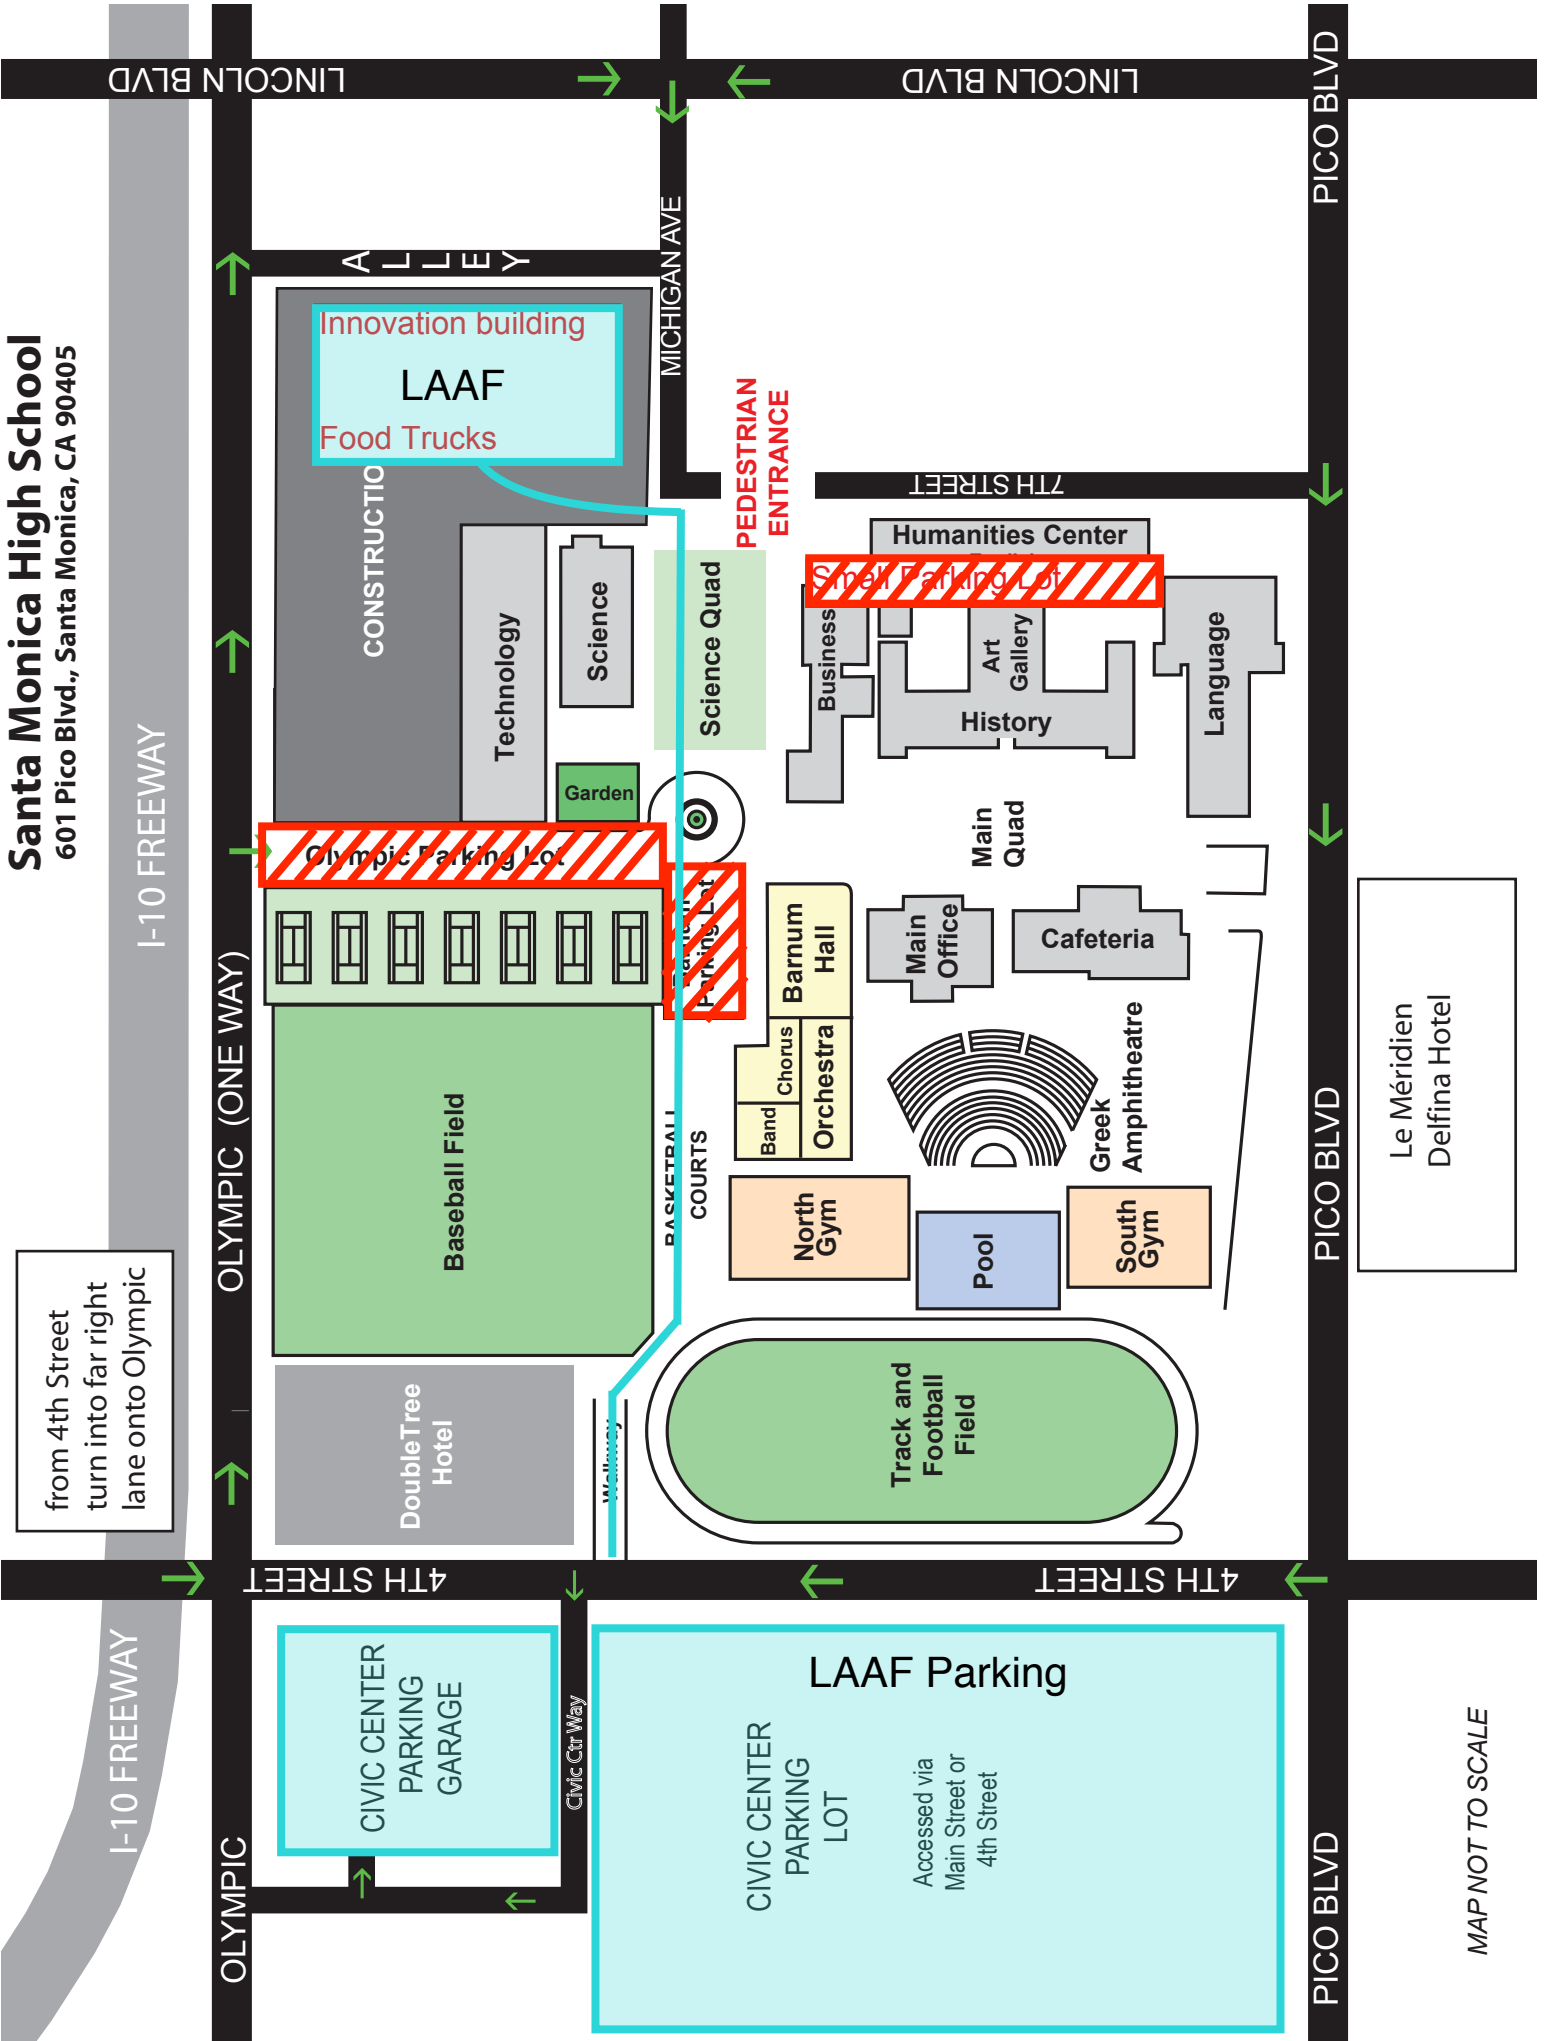 Santa Monica High School
601 Pico Blvd., Santa Monica, CA 90405
I-10 FREEWAY
I-10 FREEWAY
from 4th Street
turn into far right
lane onto Olympic
OLYMPIC
OLYMPIC (ONE WAY)
LINCOLN BLVD
LINCOLN BLVD
ALLEY
MICHIGAN AVE
7TH STREET
PEDESTRIAN
ENTRANCE
Innovation building
LAAF
Food Trucks
CONSTRUCTIO
Technology
Science
Garden
Science Quad
Olympic Parking Lot
Parking Lot
Humanities Center
Small Parking Lot
Business
Art
Gallery
History
Language
Main
Quad
Main
Office
Cafeteria
Barnum
Hall
Chorus
Band
Orchestra
Greek
Amphitheatre
BASKETBALL
COURTS
Baseball Field
North
Gym
Pool
South
Gym
DoubleTree
Hotel
Walkway
Track and
Football
Field
4TH STREET
4TH STREET
CIVIC CENTER
PARKING
GARAGE
Civic Ctr Way
LAAF Parking
CIVIC CENTER
PARKING
LOT
Accessed via
Main Street or
4th Street
PICO BLVD
PICO BLVD
PICO BLVD
Le Méridien
Delfina Hotel
MAP NOT TO SCALE